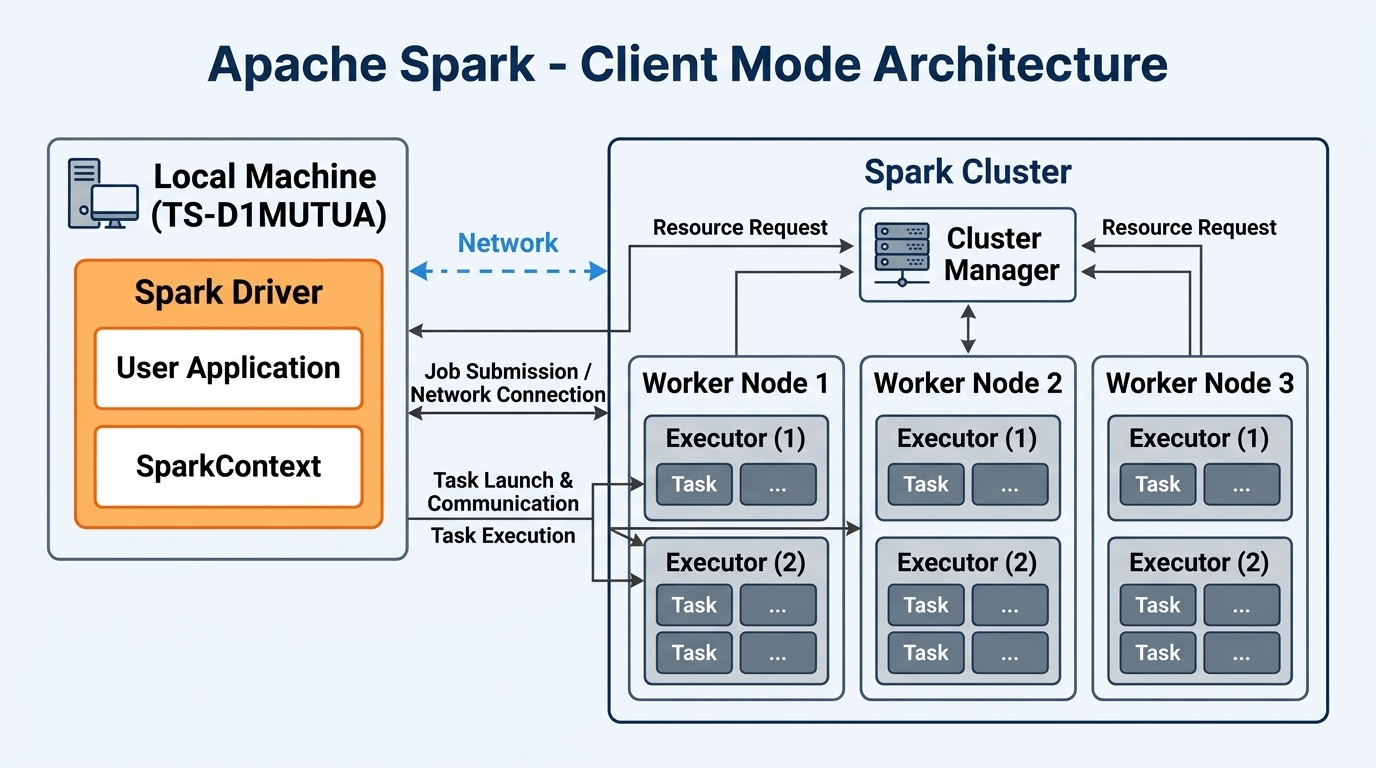 Apache Spark - Client Mode Architecture
Local Machine
(TS-D1MUTUA)
Spark Driver
User Application
SparkContext
Network
Job Submission /
Network Connection
Task Launch &
Communication
Task Execution
Spark Cluster
Resource Request
Cluster
Manager
Resource Request
Worker Node 1
Executor (1)
Task ...
Executor (2)
Task ...
Task ...
Worker Node 2
Executor (1)
Task ...
Executor (2)
Task ...
Task ...
Worker Node 3
Executor (1)
Task ...
Executor (2)
Task ...
Task ...